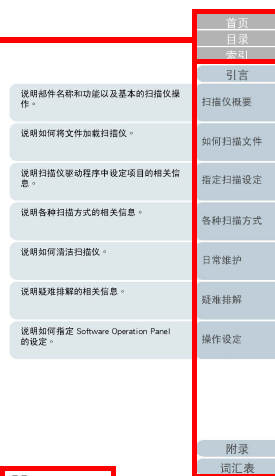 首页
目录
索引
引言
说明部件名称和功能以及基本的扫描仪操
作。
扫描仪概要
说明如何将文件加载扫描仪。
如何扫描文件
说明扫描仪驱动程序中设定项目的相关信
息。
指定扫描设定
说明各种扫描方式的相关信息。
各种扫描方式
说明如何清洁扫描仪。
日常维护
说明疑难排解的相关信息。
疑难排解
说明如何指定 Software Operation Panel
的设定。
操作设定
附录
词汇表